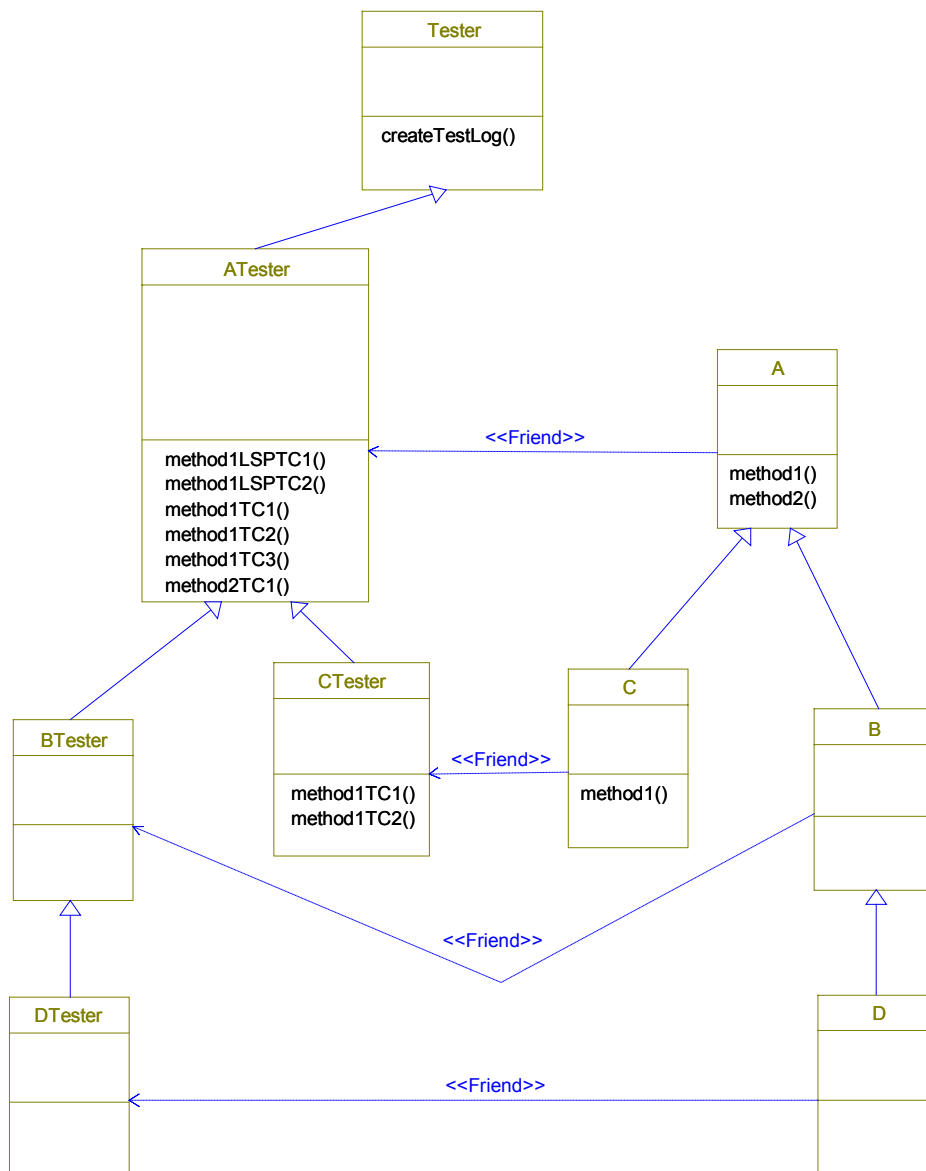 Tester
createTestLog()
ATester
method1LSPTC1()
method1LSPTC2()
method1TC1()
method1TC2()
method1TC3()
method2TC1()
A
method1()
method2()
<<Friend>>
CTester
method1TC1()
method1TC2()
C
method1()
<<Friend>>
BTester
B
<<Friend>>
DTester
D
<<Friend>>